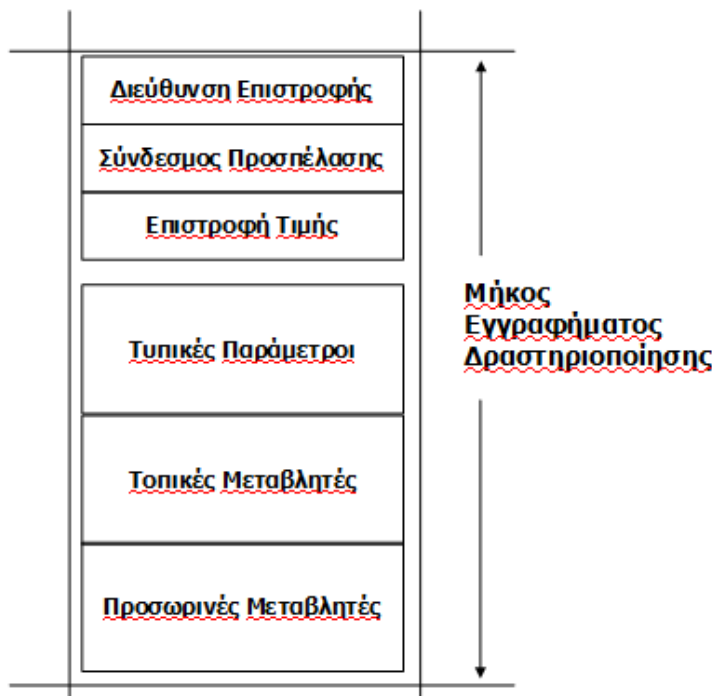 Διεύθυνση Επιστροφής
Σύνδεσμος Προσπέλασης
Επιστροφή Τιμής
Τυπικές Παράμετροι
Τοπικές Μεταβλητές
Προσωρινές Μεταβλητές
Μήκος
Εγγραφήματος
Δραστηριοποίησης